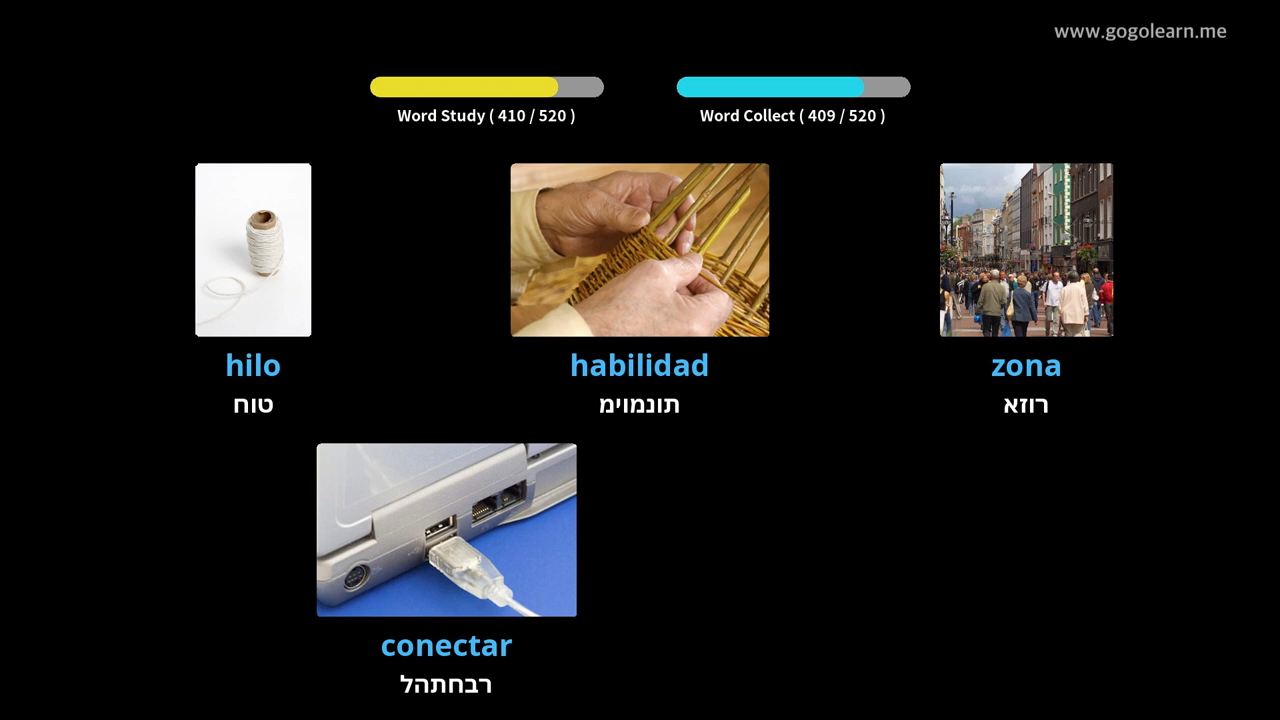 www.gogolearn.me
Word Study ( 410 / 520 )
Word Collect ( 409 / 520 )
hilo
טוח
habilidad
תונמוימ
zona
רוזא
conectar
רבחתהל